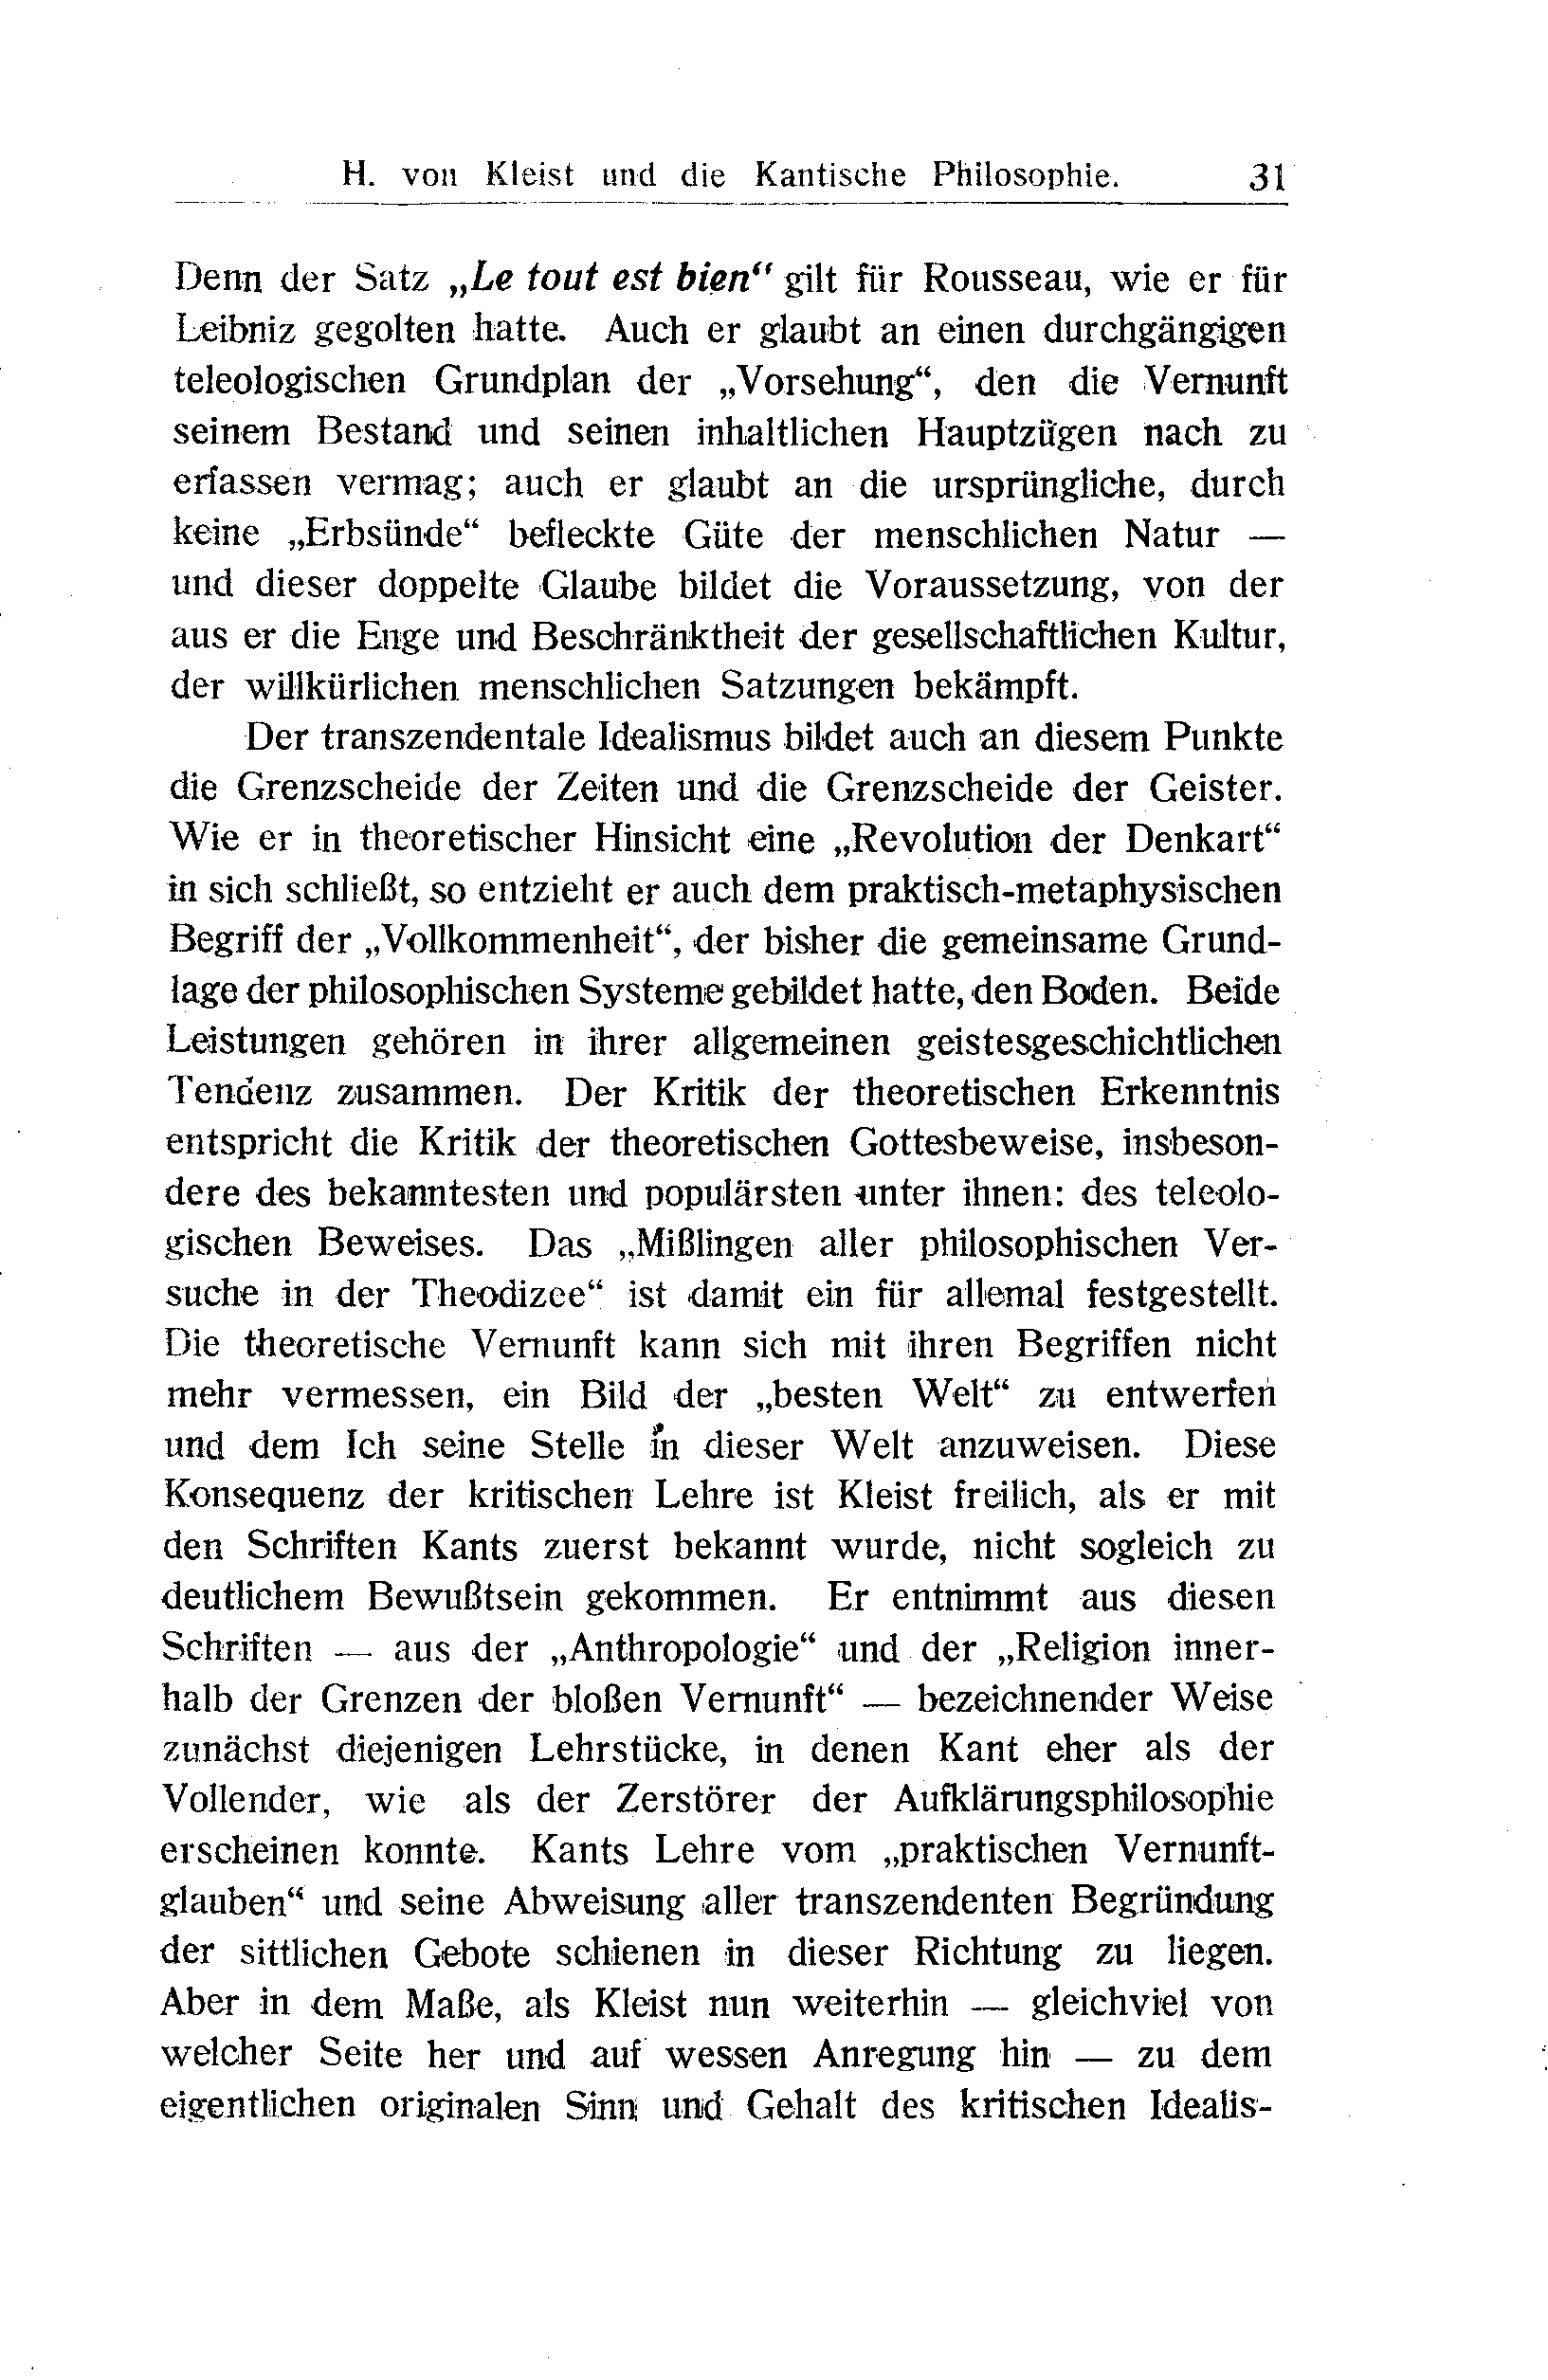 H. von Kleist und die Kantische Philosophie. 31
Denn der Satz „Le tout est bien“ gilt für Rousseau, wie er für
Leibniz gegolten hatte. Auch er glaubt an einen durchgängigen
teleologischen Grundplan der „Vorsehung“, den die Vernunft
seinem Bestand und seinen inhaltlichen Hauptzügen nach zu
erfassen vermag; auch er glaubt an die ursprüngliche, durch
keine „Erbsünde“ befleckte Güte der menschlichen Natur —
und dieser doppelte Glaube bildet die Voraussetzung, von der
aus er die Enge und Beschränktheit der gesellschaftlichen Kultur,
der willkürlichen menschlichen Satzungen bekämpft.
Der transzendentale Idealismus bildet auch an diesem Punkte
die Grenzscheide der Zeiten und die Grenzscheide der Geister.
Wie er in theoretischer Hinsicht eine „Revolution der Denkart“
in sich schließt, so entzieht er auch dem praktisch-metaphysischen
Begriff der „Vollkommenheit“, der bisher die gemeinsame Grund-
lage der philosophischen Systeme gebildet hatte, den Boden. Beide
Leistungen gehören in ihrer allgemeinen geistesgeschichtlichen
Tendenz zusammen. Der Kritik der theoretischen Erkenntnis
entspricht die Kritik der theoretischen Gottesbeweise, insbeson-
dere des bekanntesten und populärsten unter ihnen: des teleolo-
gischen Beweises. Das „Mißlingen aller philosophischen Ver-
suche in der Theodizee“ ist damit ein für allemal festgestellt.
Die theoretische Vernunft kann sich mit ihren Begriffen nicht
mehr vermessen, ein Bild der „besten Welt“ zu entwerfen
und dem Ich seine Stelle in dieser Welt anzuweisen. Diese
Konsequenz der kritischen Lehre ist Kleist freilich, als er mit
den Schriften Kants zuerst bekannt wurde, nicht sogleich zu
deutlichem Bewußtsein gekommen. Er entnimmt aus diesen
Schriften — aus der „Anthropologie“ und der „Religion inner-
halb der Grenzen der bloßen Vernunft“ — bezeichnender Weise
zunächst diejenigen Lehrstücke, in denen Kant eher als der
Vollender, wie als der Zerstörer der Aufklärungsphilosophie
erscheinen konnte. Kants Lehre vom „praktischen Vernunft-
glauben“ und seine Abweisung aller transzendenten Begründung
der sittlichen Gebote schienen in dieser Richtung zu liegen.
Aber in dem Maße, als Kleist nun weiterhin — gleichviel von
welcher Seite her und auf wessen Anregung hin — zu dem
eigentlichen originalen Sinn und Gehalt des kritischen Idealis-